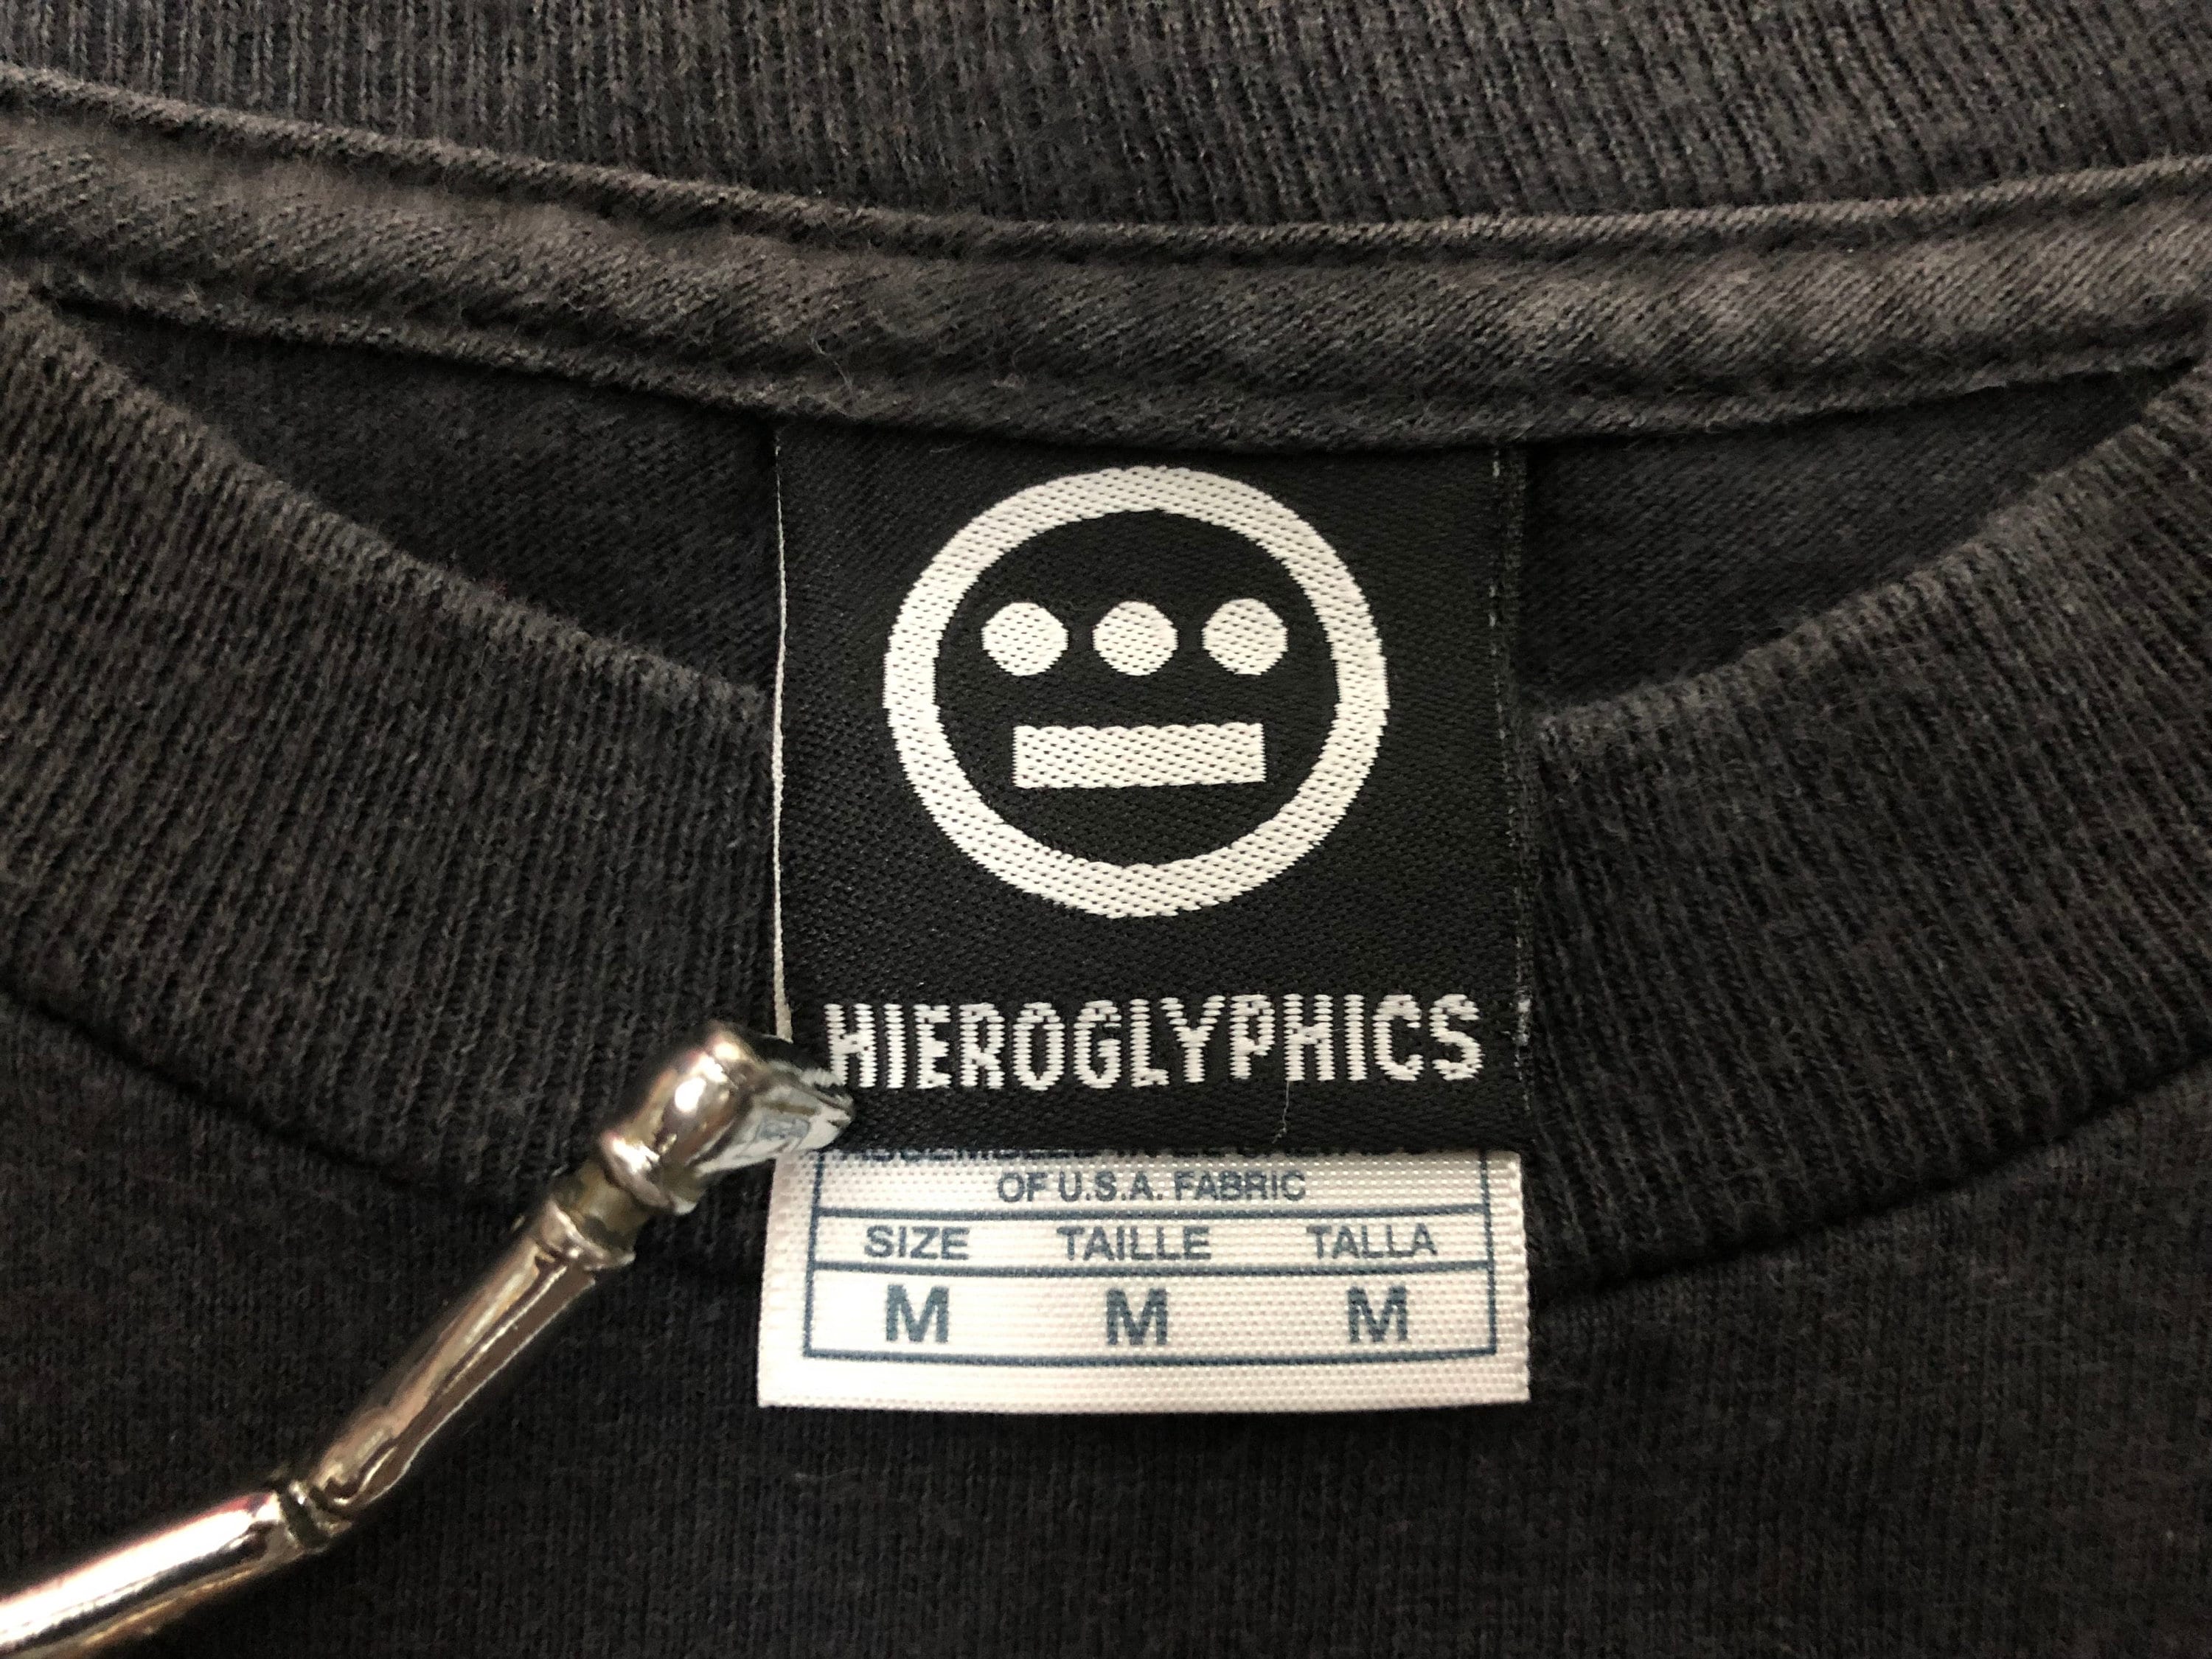 HIEROGLYPHICS
OF U.S.A. FABRIC
SIZE TAILLE TALLA
M M M